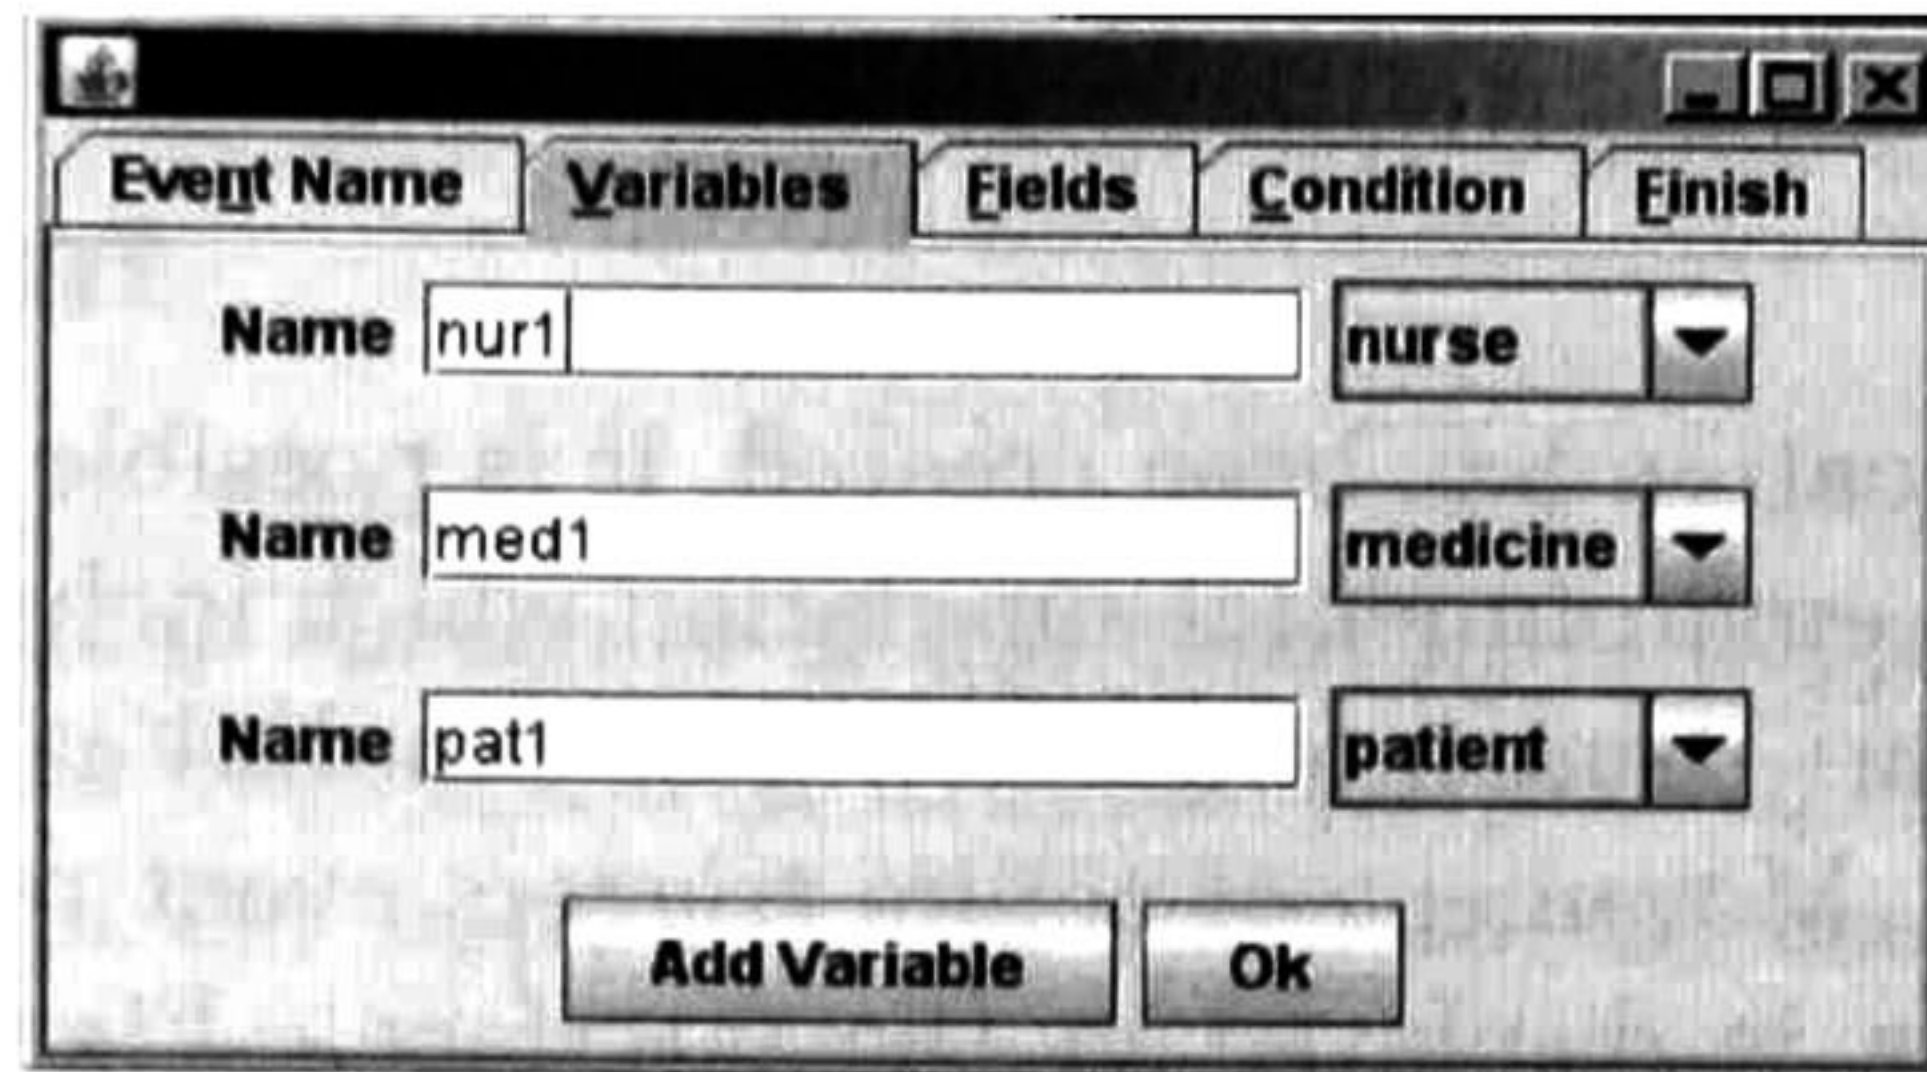 Event Name Variables Fields Condition Finish
Name nur1 nurse
Name med1 medicine
Name pat1 patient
Add Variable Ok